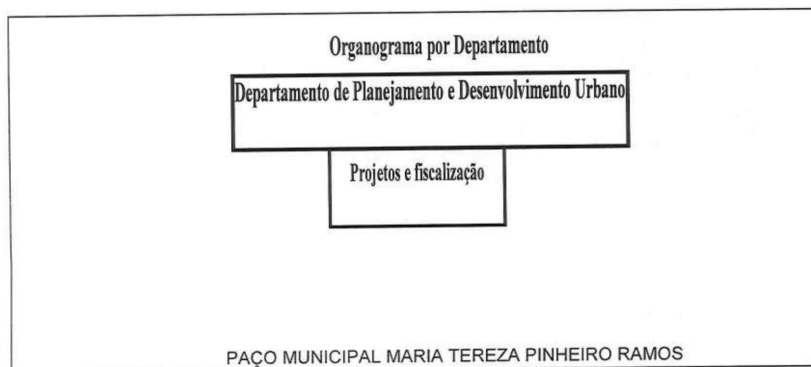 Organograma por Departamento
Departamento de Planejamento e Desenvolvimento Urbano
Projetos e fiscalização
PAÇO MUNICIPAL MARIA TEREZA PINHEIRO RAMOS